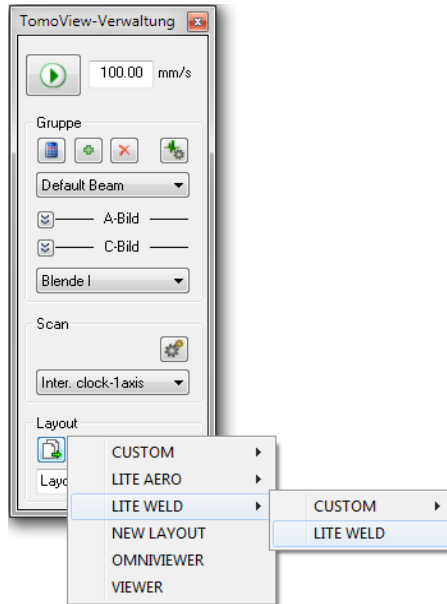 TomoView-Verwaltung
100.00 mm/s
Gruppe
Default Beam
A-Bild
C-Bild
Blende I
Scan
Inter. clock-1axis
Layout
CUSTOM
LITE AERO
LITE WELD
NEW LAYOUT
OMNIVIEWER
VIEWER
CUSTOM
LITE WELD